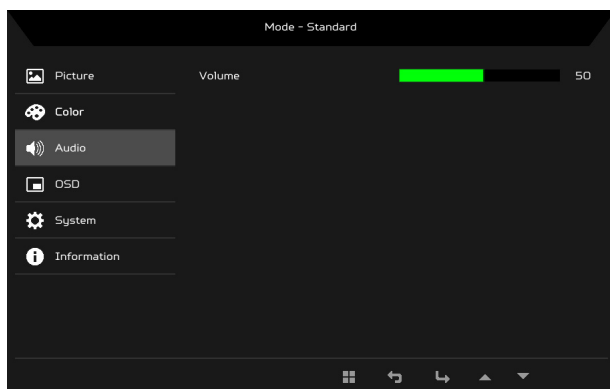 Mode - Standard
Picture
Volume
50
Color
Audio
OSD
System
Information